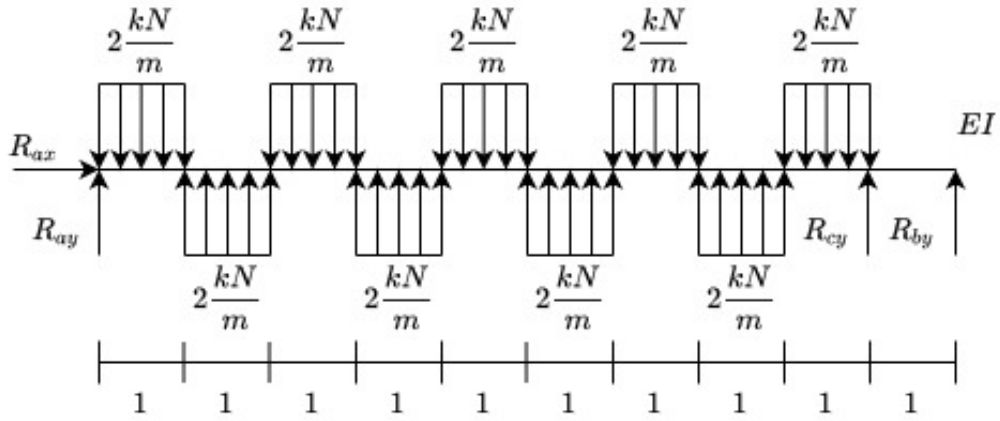 2 kN/m 2 kN/m 2 kN/m 2 kN/m 2 kN/m
EI
R_ax
R_ay R_cy R_by
2 kN/m 2 kN/m 2 kN/m 2 kN/m
1 1 1 1 1 1 1 1 1 1